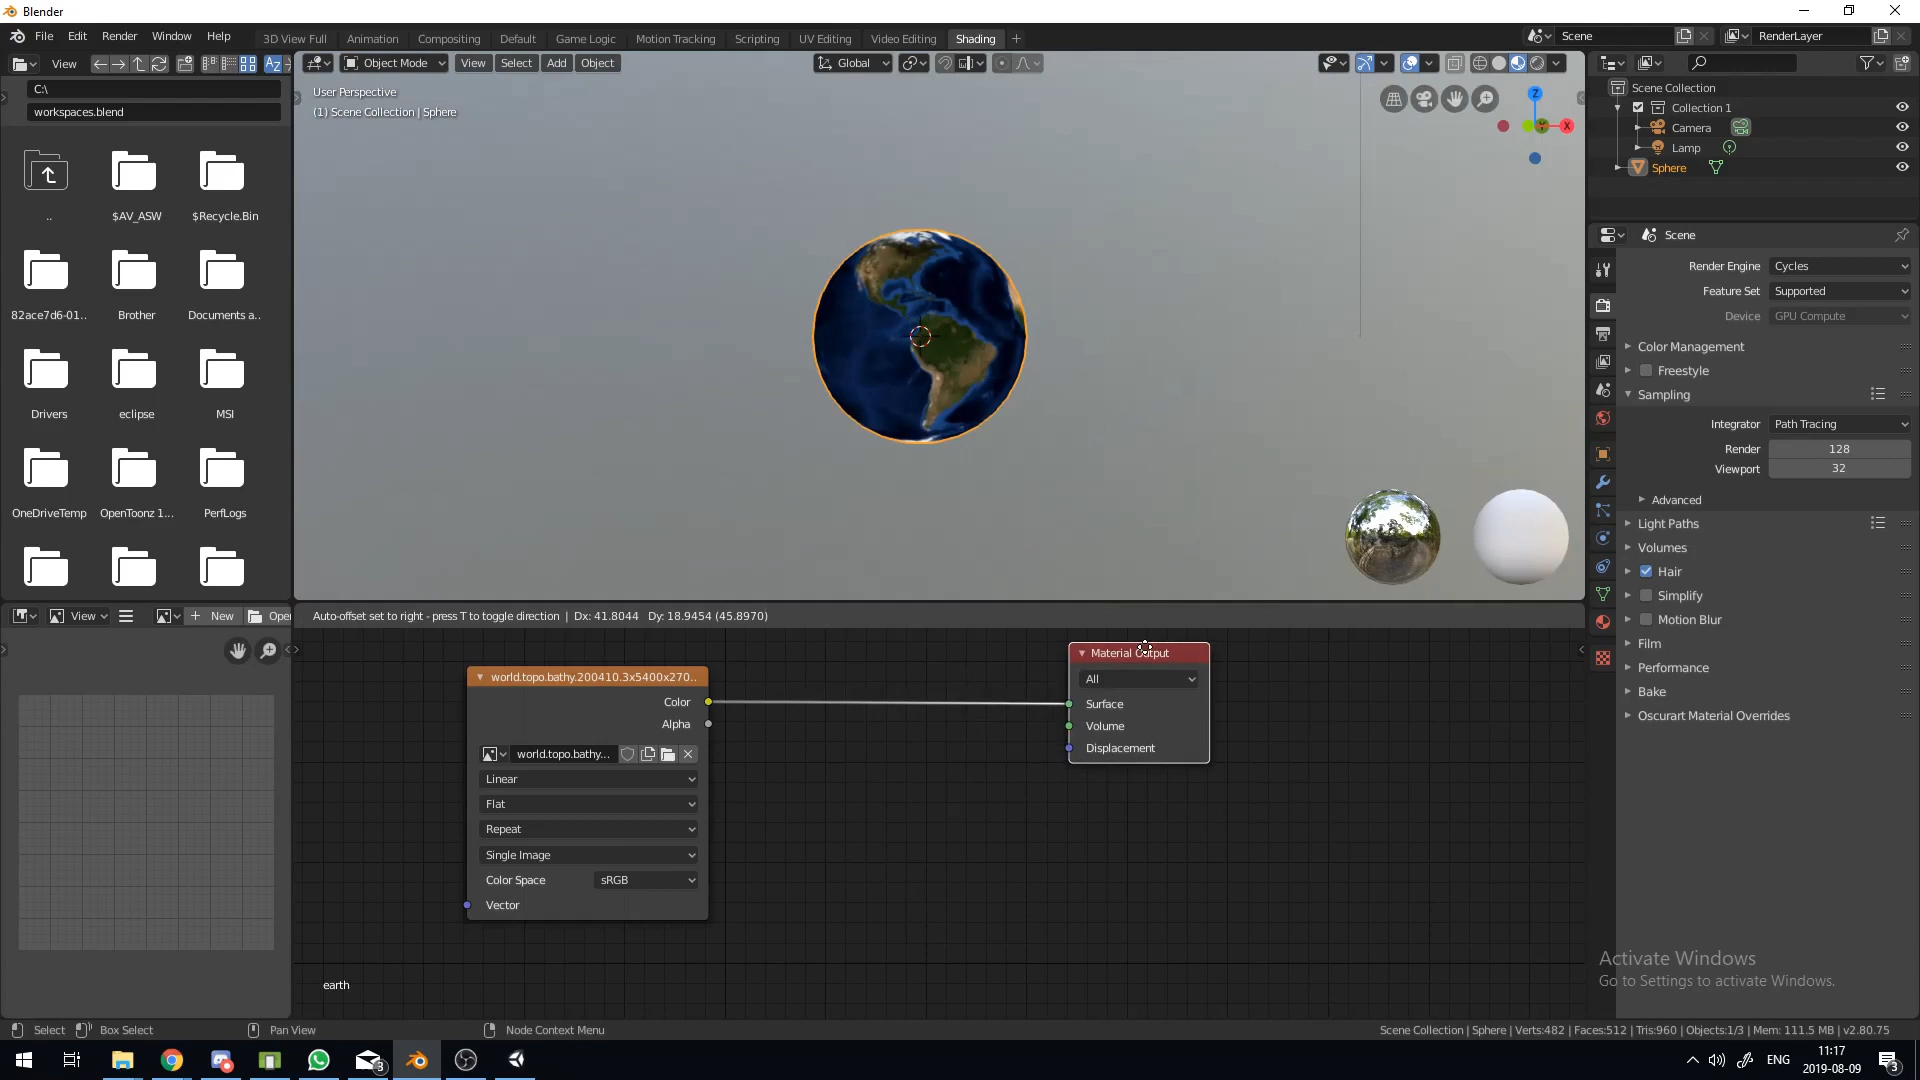 Blender
File Edit Render Window Help
3D View Full Animation Compositing Default Game Logic Motion Tracking Scripting UV Editing Video Editing Shading
Scene
RenderLayer
View
Object Mode View Select Add Object
Global
C:\
workspaces.blend
..
$AV_ASW
$Recycle.Bin
82ace7d6-01..
Brother
Documents a..
Drivers
eclipse
MSI
OneDriveTemp
OpenToonz 1...
PerfLogs
User Perspective
(1) Scene Collection | Sphere
Z
X
Scene Collection
Collection 1
Camera
Lamp
Sphere
Scene
Render Engine Cycles
Feature Set Supported
Device GPU Compute
Color Management
Freestyle
Sampling
Integrator Path Tracing
Render 128
Viewport 32
Advanced
Light Paths
Volumes
Hair
Simplify
Motion Blur
Film
Performance
Bake
Oscurart Material Overrides
View
New
Open
Auto-offset set to right - press T to toggle direction | Dx: 41.8044 Dy: 18.9454 (45.8970)
world.topo.bathy.200410.3x5400x270..
Color
Alpha
world.topo.bathy...
Linear
Flat
Repeat
Single Image
Color Space sRGB
Vector
Material Output
All
Surface
Volume
Displacement
earth
Activate Windows
Go to Settings to activate Windows.
Select Box Select Pan View Node Context Menu
Scene Collection | Sphere | Verts:482 | Faces:512 | Tris:960 | Objects:1/3 | Mem: 111.5 MB | v2.80.75
3
ENG
11:17
2019-08-09
3